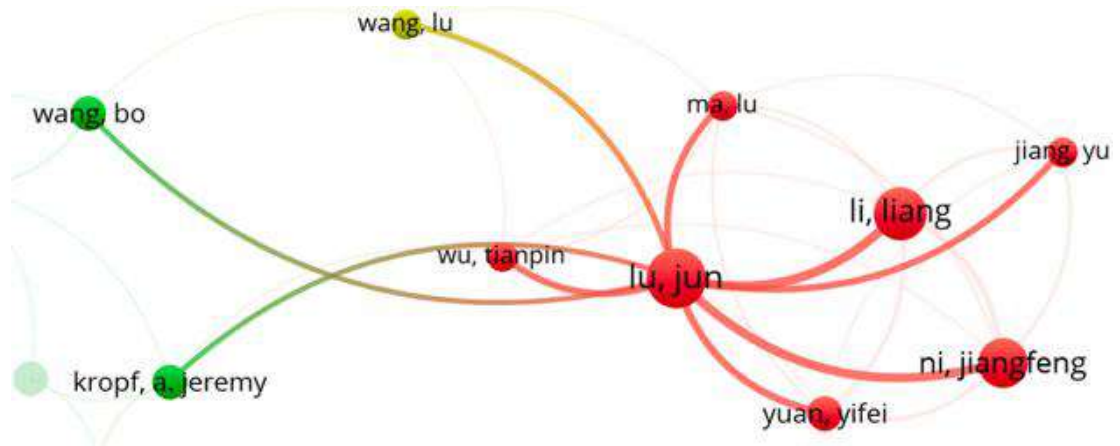 wang, lu
wang, bo
ma, lu
jiang, yu
li, liang
wu, tianpin
lu, jun
ni, jiangfeng
kropf, a. jeremy
yuan, yifei